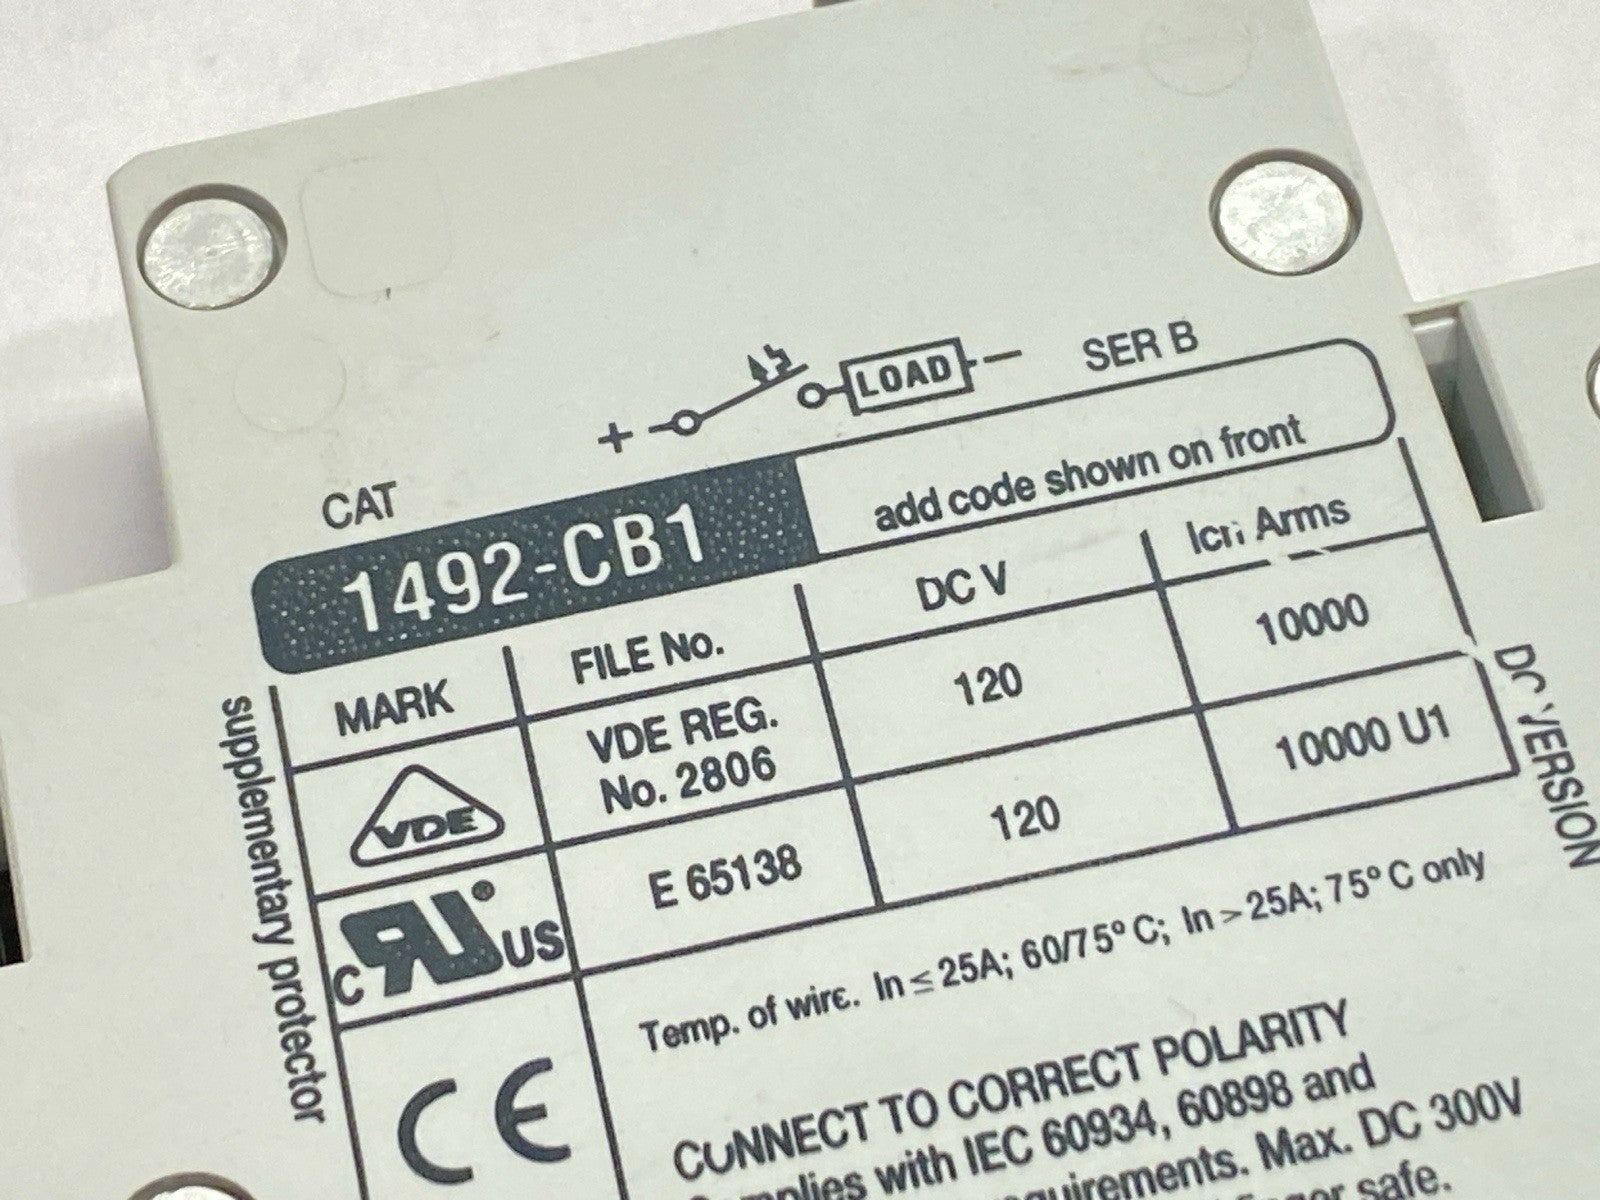 + LOAD — SER B
CAT
1492-CB1 add code shown on front
MARK FILE No. DC V Arms
VDE VDE REG. No. 2806 120 10000
c US ® E 65138 120 10000 U1
CE
supplementary protector
DC VERSION
Temp. of wire. In ≤ 25A; 60/75° C; In > 25A; 75° C only
CONNECT TO CORRECT POLARITY
with IEC 60934, 60898 and
Max. DC 300V
safe.